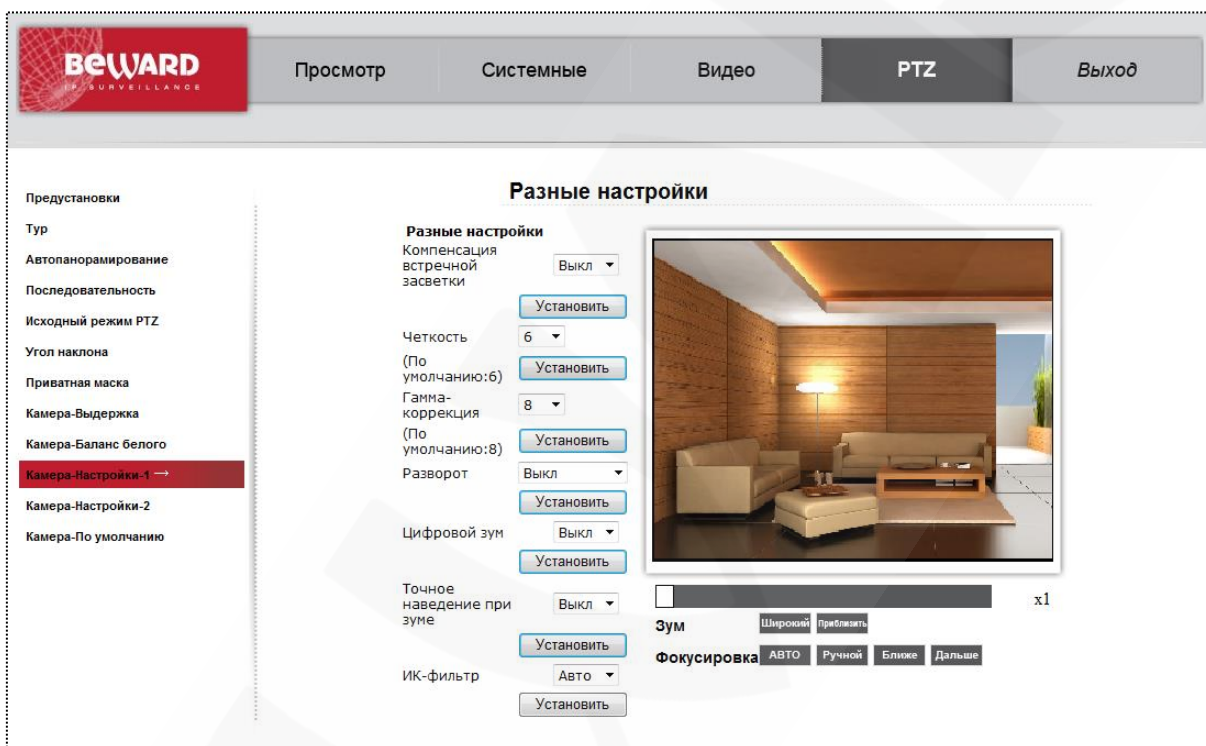 BEWARD
IP SURVEILLANCE
Просмотр
Системные
Видео
PTZ
Выход
Предустановки
Тур
Автопанорамирование
Последовательность
Исходный режим PTZ
Угол наклона
Приватная маска
Камера-Выдержка
Камера-Баланс белого
Камера-Настройки-1 →
Камера-Настройки-2
Камера-По умолчанию
Разные настройки
Разные настройки
Компенсация
встречной
засветки
Выкл
Установить
Четкость
6
(По
умолчанию:6)
Установить
Гамма-
коррекция
8
(По
умолчанию:8)
Установить
Разворот
Выкл
Установить
Цифровой зум
Выкл
Установить
Точное
наведение при
зуме
Выкл
Установить
ИК-фильтр
Авто
Установить
x1
Зум
Широкий
Приблизить
Фокусировка
АВТО
Ручной
Ближе
Дальше